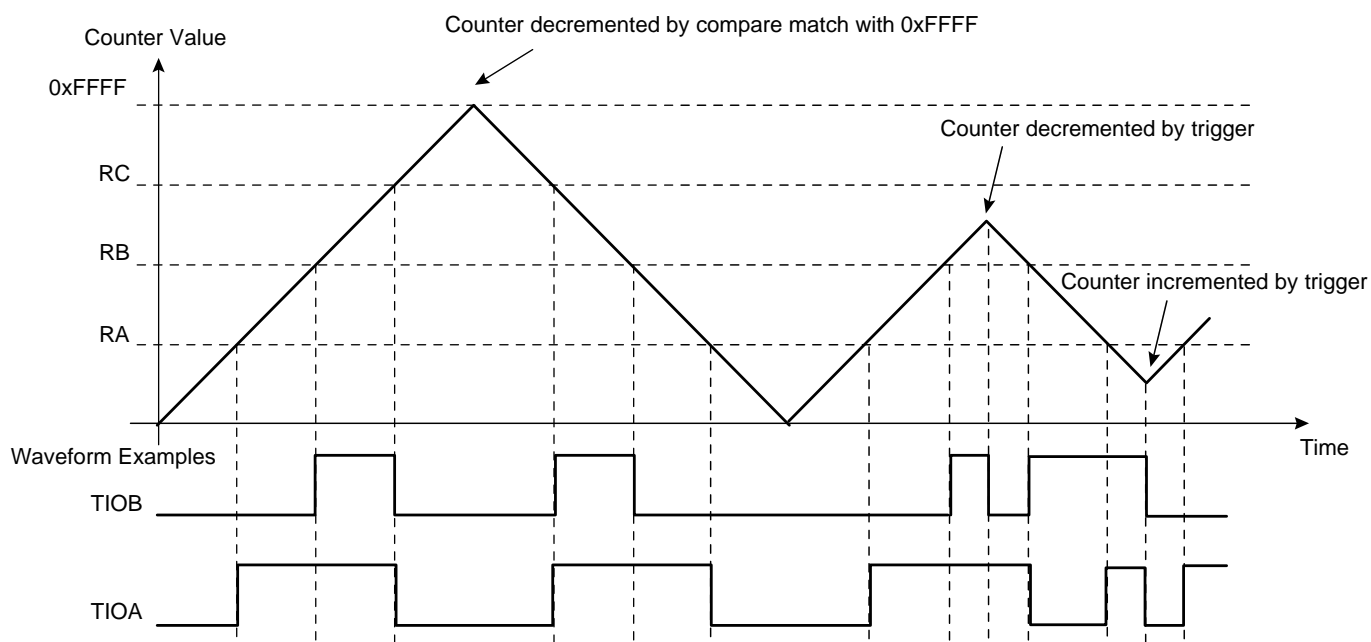 Counter decremented by compare match with 0xFFFF
Counter Value
0xFFFF
Counter decremented by trigger
RC
RB
Counter incremented by trigger
RA
Time
Waveform Examples
TIOB
TIOA